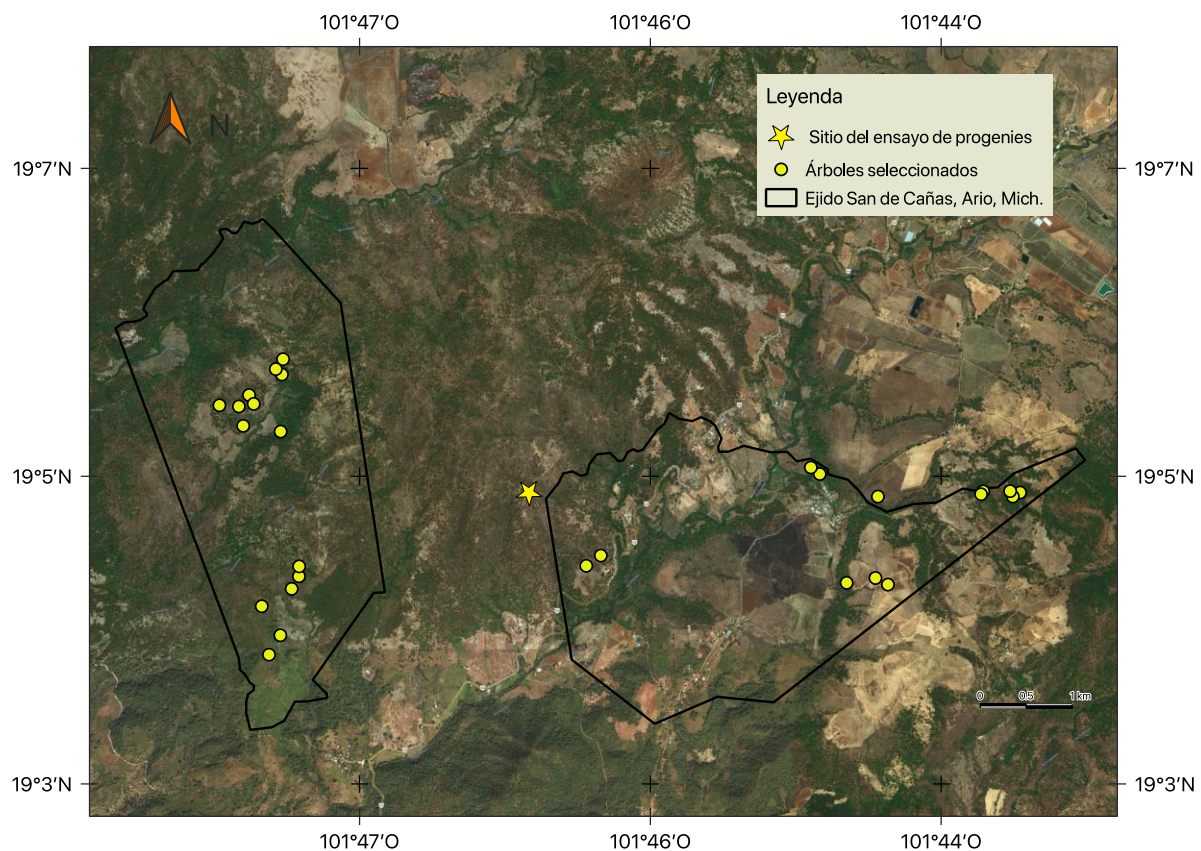 101°47'O 101°46'O 101°44'O
Leyenda
N
Sitio del ensayo de progenies
19°7'N 19°7'N
Árboles seleccionados
Ejido San de Cañas, Ario, Mich.
19°5'N 19°5'N
0 0.5 1 km
19°3'N 19°3'N
101°47'O 101°46'O 101°44'O